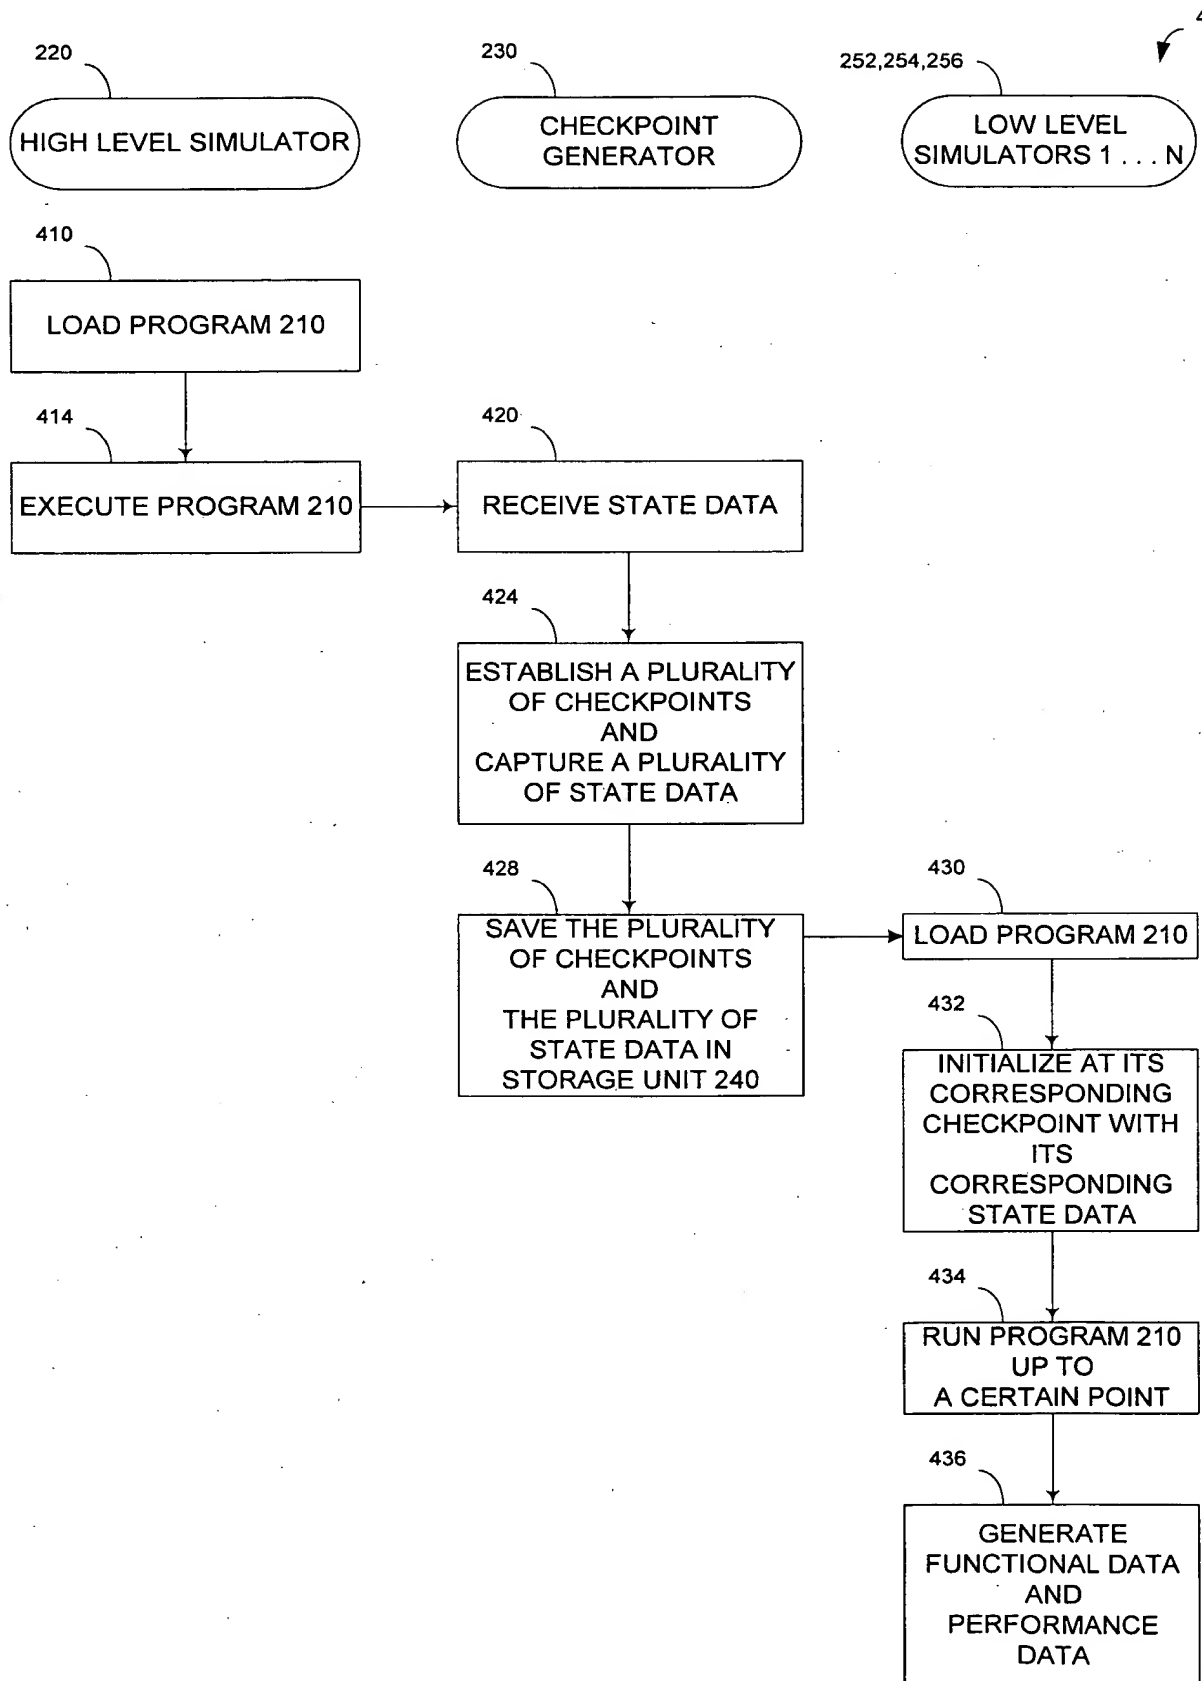 4
220
230
252,254,256
HIGH LEVEL SIMULATOR
CHECKPOINT
GENERATOR
LOW LEVEL
SIMULATORS 1 . . . N
410
LOAD PROGRAM 210
414
EXECUTE PROGRAM 210
420
RECEIVE STATE DATA
424
ESTABLISH A PLURALITY
OF CHECKPOINTS
AND
CAPTURE A PLURALITY
OF STATE DATA
428
SAVE THE PLURALITY
OF CHECKPOINTS
AND
THE PLURALITY OF
STATE DATA IN
STORAGE UNIT 240
430
LOAD PROGRAM 210
432
INITIALIZE AT ITS
CORRESPONDING
CHECKPOINT WITH
ITS
CORRESPONDING
STATE DATA
434
RUN PROGRAM 210
UP TO
A CERTAIN POINT
436
GENERATE
FUNCTIONAL DATA
AND
PERFORMANCE
DATA